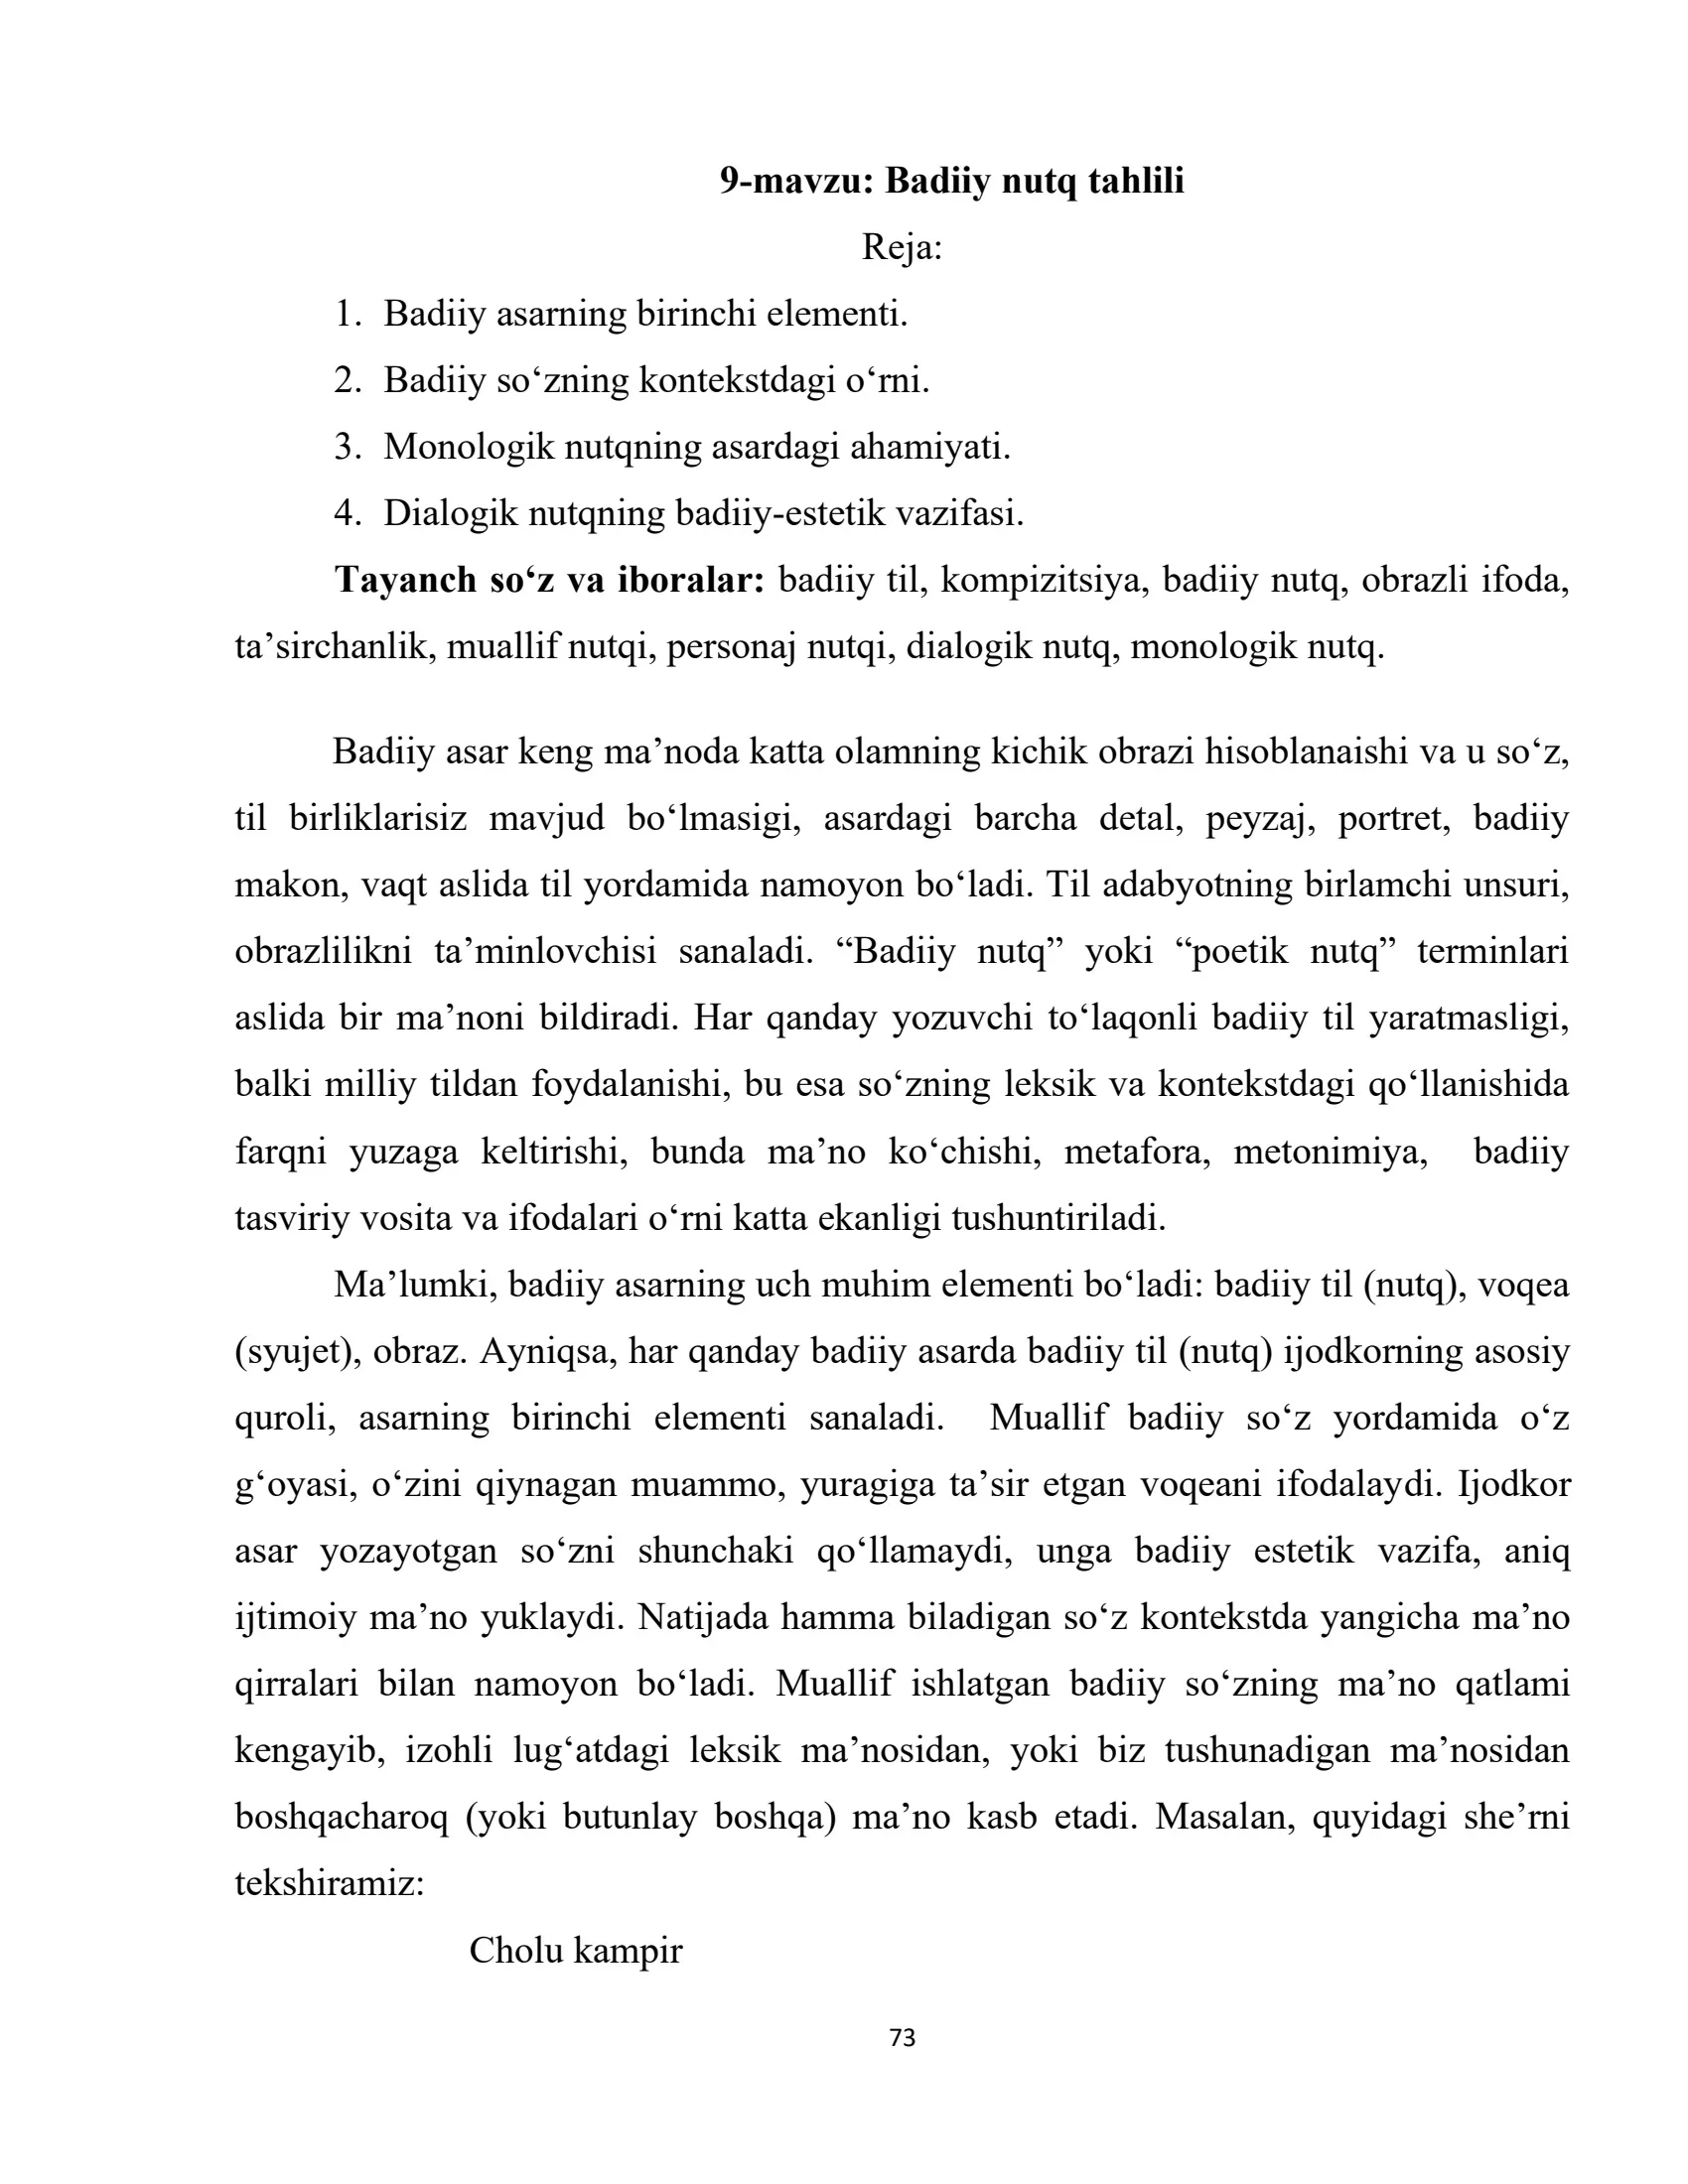 9-mavzu: Badiiy nutq tahlili
Reja:
1. Badiiy asarning birinchi elementi.
2. Badiiy so‘zning kontekstdagi o‘rni.
3. Monologik nutqning asardagi ahamiyati.
4. Dialogik nutqning badiiy-estetik vazifasi.
Tayanch so‘z va iboralar: badiiy til, kompizitsiya, badiiy nutq, obrazli ifoda,
ta’sirchanlik, muallif nutqi, personaj nutqi, dialogik nutq, monologik nutq.
Badiiy asar keng ma’noda katta olamning kichik obrazi hisoblanaishi va u so‘z,
til birliklarisiz mavjud bo‘lmasigi, asardagi barcha detal, peyzaj, portret, badiiy
makon, vaqt aslida til yordamida namoyon bo‘ladi. Til adabyotning birlamchi unsuri,
obrazlilikni ta’minlovchisi sanaladi. “Badiiy nutq” yoki “poetik nutq” terminlari
aslida bir ma’noni bildiradi. Har qanday yozuvchi to‘laqonli badiiy til yaratmasligi,
balki milliy tildan foydalanishi, bu esa so‘zning leksik va kontekstdagi qo‘llanishida
farqni yuzaga keltirishi, bunda ma’no ko‘chishi, metafora, metonimiya, badiiy
tasviriy vosita va ifodalari o‘rni katta ekanligi tushuntiriladi.
Ma’lumki, badiiy asarning uch muhim elementi bo‘ladi: badiiy til (nutq), voqea
(syujet), obraz. Ayniqsa, har qanday badiiy asarda badiiy til (nutq) ijodkorning asosiy
quroli, asarning birinchi elementi sanaladi. Muallif badiiy so‘z yordamida o‘z
g‘oyasi, o‘zini qiynagan muammo, yuragiga ta’sir etgan voqeani ifodalaydi. Ijodkor
asar yozayotgan so‘zni shunchaki qo‘llamaydi, unga badiiy estetik vazifa, aniq
ijtimoiy ma’no yuklaydi. Natijada hamma biladigan so‘z kontekstda yangicha ma’no
qirralari bilan namoyon bo‘ladi. Muallif ishlatgan badiiy so‘zning ma’no qatlami
kengayib, izohli lug‘atdagi leksik ma’nosidan, yoki biz tushunadigan ma’nosidan
boshqacharoq (yoki butunlay boshqa) ma’no kasb etadi. Masalan, quyidagi she’rni
tekshiramiz:
Cholu kampir
73